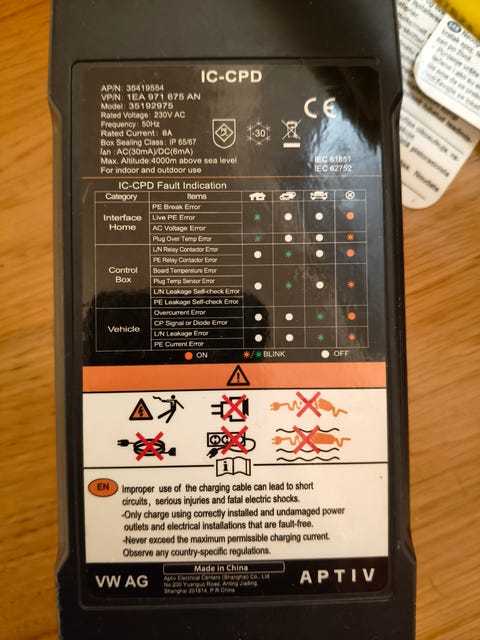 IC-CPD
AP/N: 35419554
VP/N: 1EA 971 675 AN
Model: 35192975
Rated Voltage: 230V AC
Frequency: 50Hz
Rated Current: 8A
Box Sealing Class: IP 65/67
I∆n : AC(30mA)/DC(6mA)
Max. Altitude:4000m above sea level
For indoor and outdoor use
CE
-30
IEC 61851
IEC 62752
IC-CPD Fault Indication
Category Items
Interface Home
PE Break Error
Live PE Error
AC Voltage Error
Plug Over Temp Error
Control Box
L/N Relay Contactor Error
PE Relay Contactor Error
Board Temperature Error
Plug Temp Sensor Error
L/N Leakage Self-check Error
PE Leakage Self-check Error
Vehicle
Overcurrent Error
CP Signal or Diode Error
L/N Leakage Error
PE Current Error
ON / BLINK OFF
EN
Improper use of the charging cable can lead to short
circuits, serious injuries and fatal electric shocks.
-Only charge using correctly installed and undamaged power
outlets and electrical installations that are fault-free.
-Never exceed the maximum permissible charging current.
Observe any country-specific regulations.
Made in China
VW AG
Aptiv Electrical Centers (Shanghai) Co., Ltd
No 200 Yuanguo Road, Anting Jiading
Shanghai 201814, P.R.China
APTIV